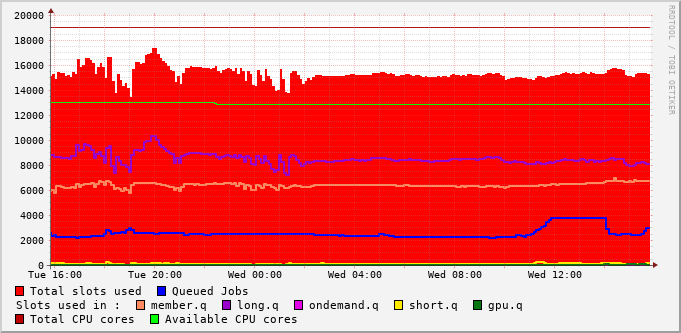 20000
18000
16000
14000
12000
10000
8000
6000
4000
2000
0
Tue 16:00 Tue 20:00 Wed 00:00 Wed 04:00 Wed 08:00 Wed 12:00
RRDTOOL / TOBI OETIKER
Total slots used Queued Jobs
Slots used in : member.q long.q ondemand.q short.q gpu.q
Total CPU cores Available CPU cores